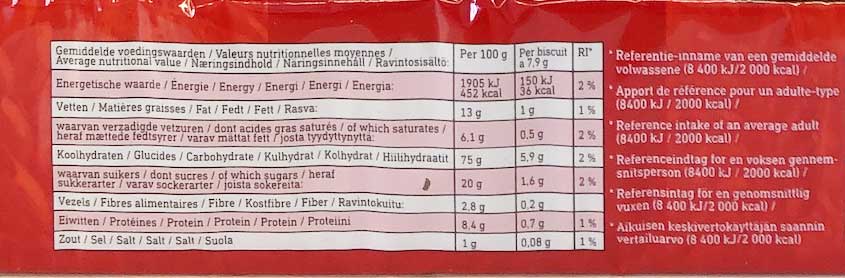 Gemiddelde voedingswaarden / Valeurs nutritionnelles moyennes /
Average nutritional value / Næringsindhold / Näringsinnehåll / Ravintosisältö: Per 100 g Per biscuit à 7,9 g RI*
Energetische waarde / Énergie / Energy / Energi / Energi / Energia: 1905 kJ 452 kcal 150 kJ 36 kcal 2 %
Vetten / Matières graisses / Fat / Fedt / Fett / Rasva: 13 g 1 g 1 %
waarvan verzadigde vetzuren / dont acides gras saturés / of which saturates /
heraf mættede fedtsyrer / varav mättat fett / josta tyydyttynyttä: 6,1 g 0,5 g 2 %
Koolhydraten / Glucides / Carbohydrate / Kulhydrat / Kolhydrat / Hiilihydraatit 75 g 5,9 g 2 %
waarvan suikers / dont sucres / of which sugars / heraf
sukkerarter / varav sockerarter / joista sokereita: 20 g 1,6 g 2 %
Vezels / Fibres alimentaires / Fibre / Kostfibre / Fiber / Ravintokuitu: 2,8 g 0,2 g
Eiwitten / Protéines / Protein / Protein / Protein / Proteiini 8,4 g 0,7 g 1 %
Zout / Sel / Salt / Salt / Salt / Suola 1 g 0,08 g 1 %
* Referentie-inname van een gemiddelde
volwassene (8 400 kJ/2 000 kcal) /
* Apport de référence pour un adulte-type
(8400 kJ / 2000 kcal) /
* Reference intake of an average adult
(8400 kJ / 2000 kcal) /
* Referenceindtag for en voksen gennem-
snitsperson (8400 kJ / 2000 kcal) /
* Referensintag för en genomsnittlig
vuxen (8 400 kJ/2 000 kcal) /
* Aikuisen keskivertokäyttäjän saannin
vertailuarvo (8 400 kJ/2 000 kcal)